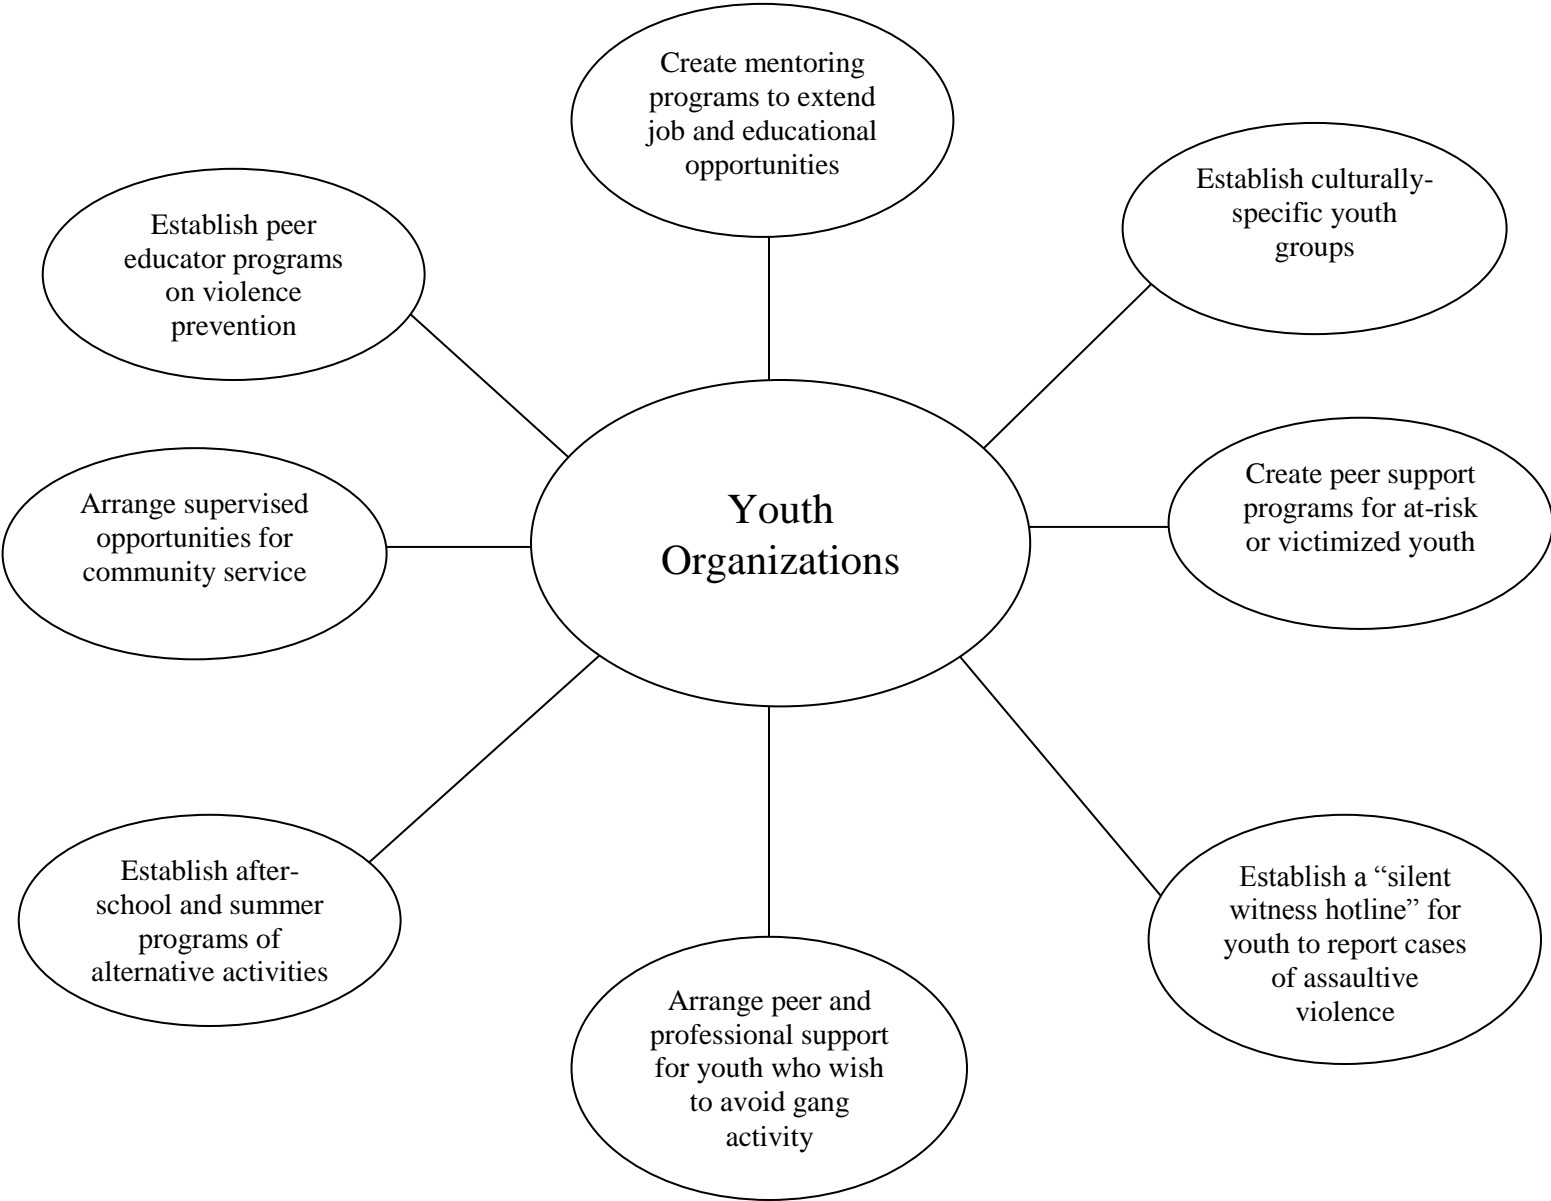 Create mentoring
programs to extend
job and educational
opportunities
Establish culturally-
specific youth
groups
Establish peer
educator programs
on violence
prevention
Create peer support
programs for at-risk
or victimized youth
Arrange supervised
opportunities for
community service
Youth
Organizations
Establish after-
school and summer
programs of
alternative activities
Establish a “silent
witness hotline” for
youth to report cases
of assaultive
violence
Arrange peer and
professional support
for youth who wish
to avoid gang
activity